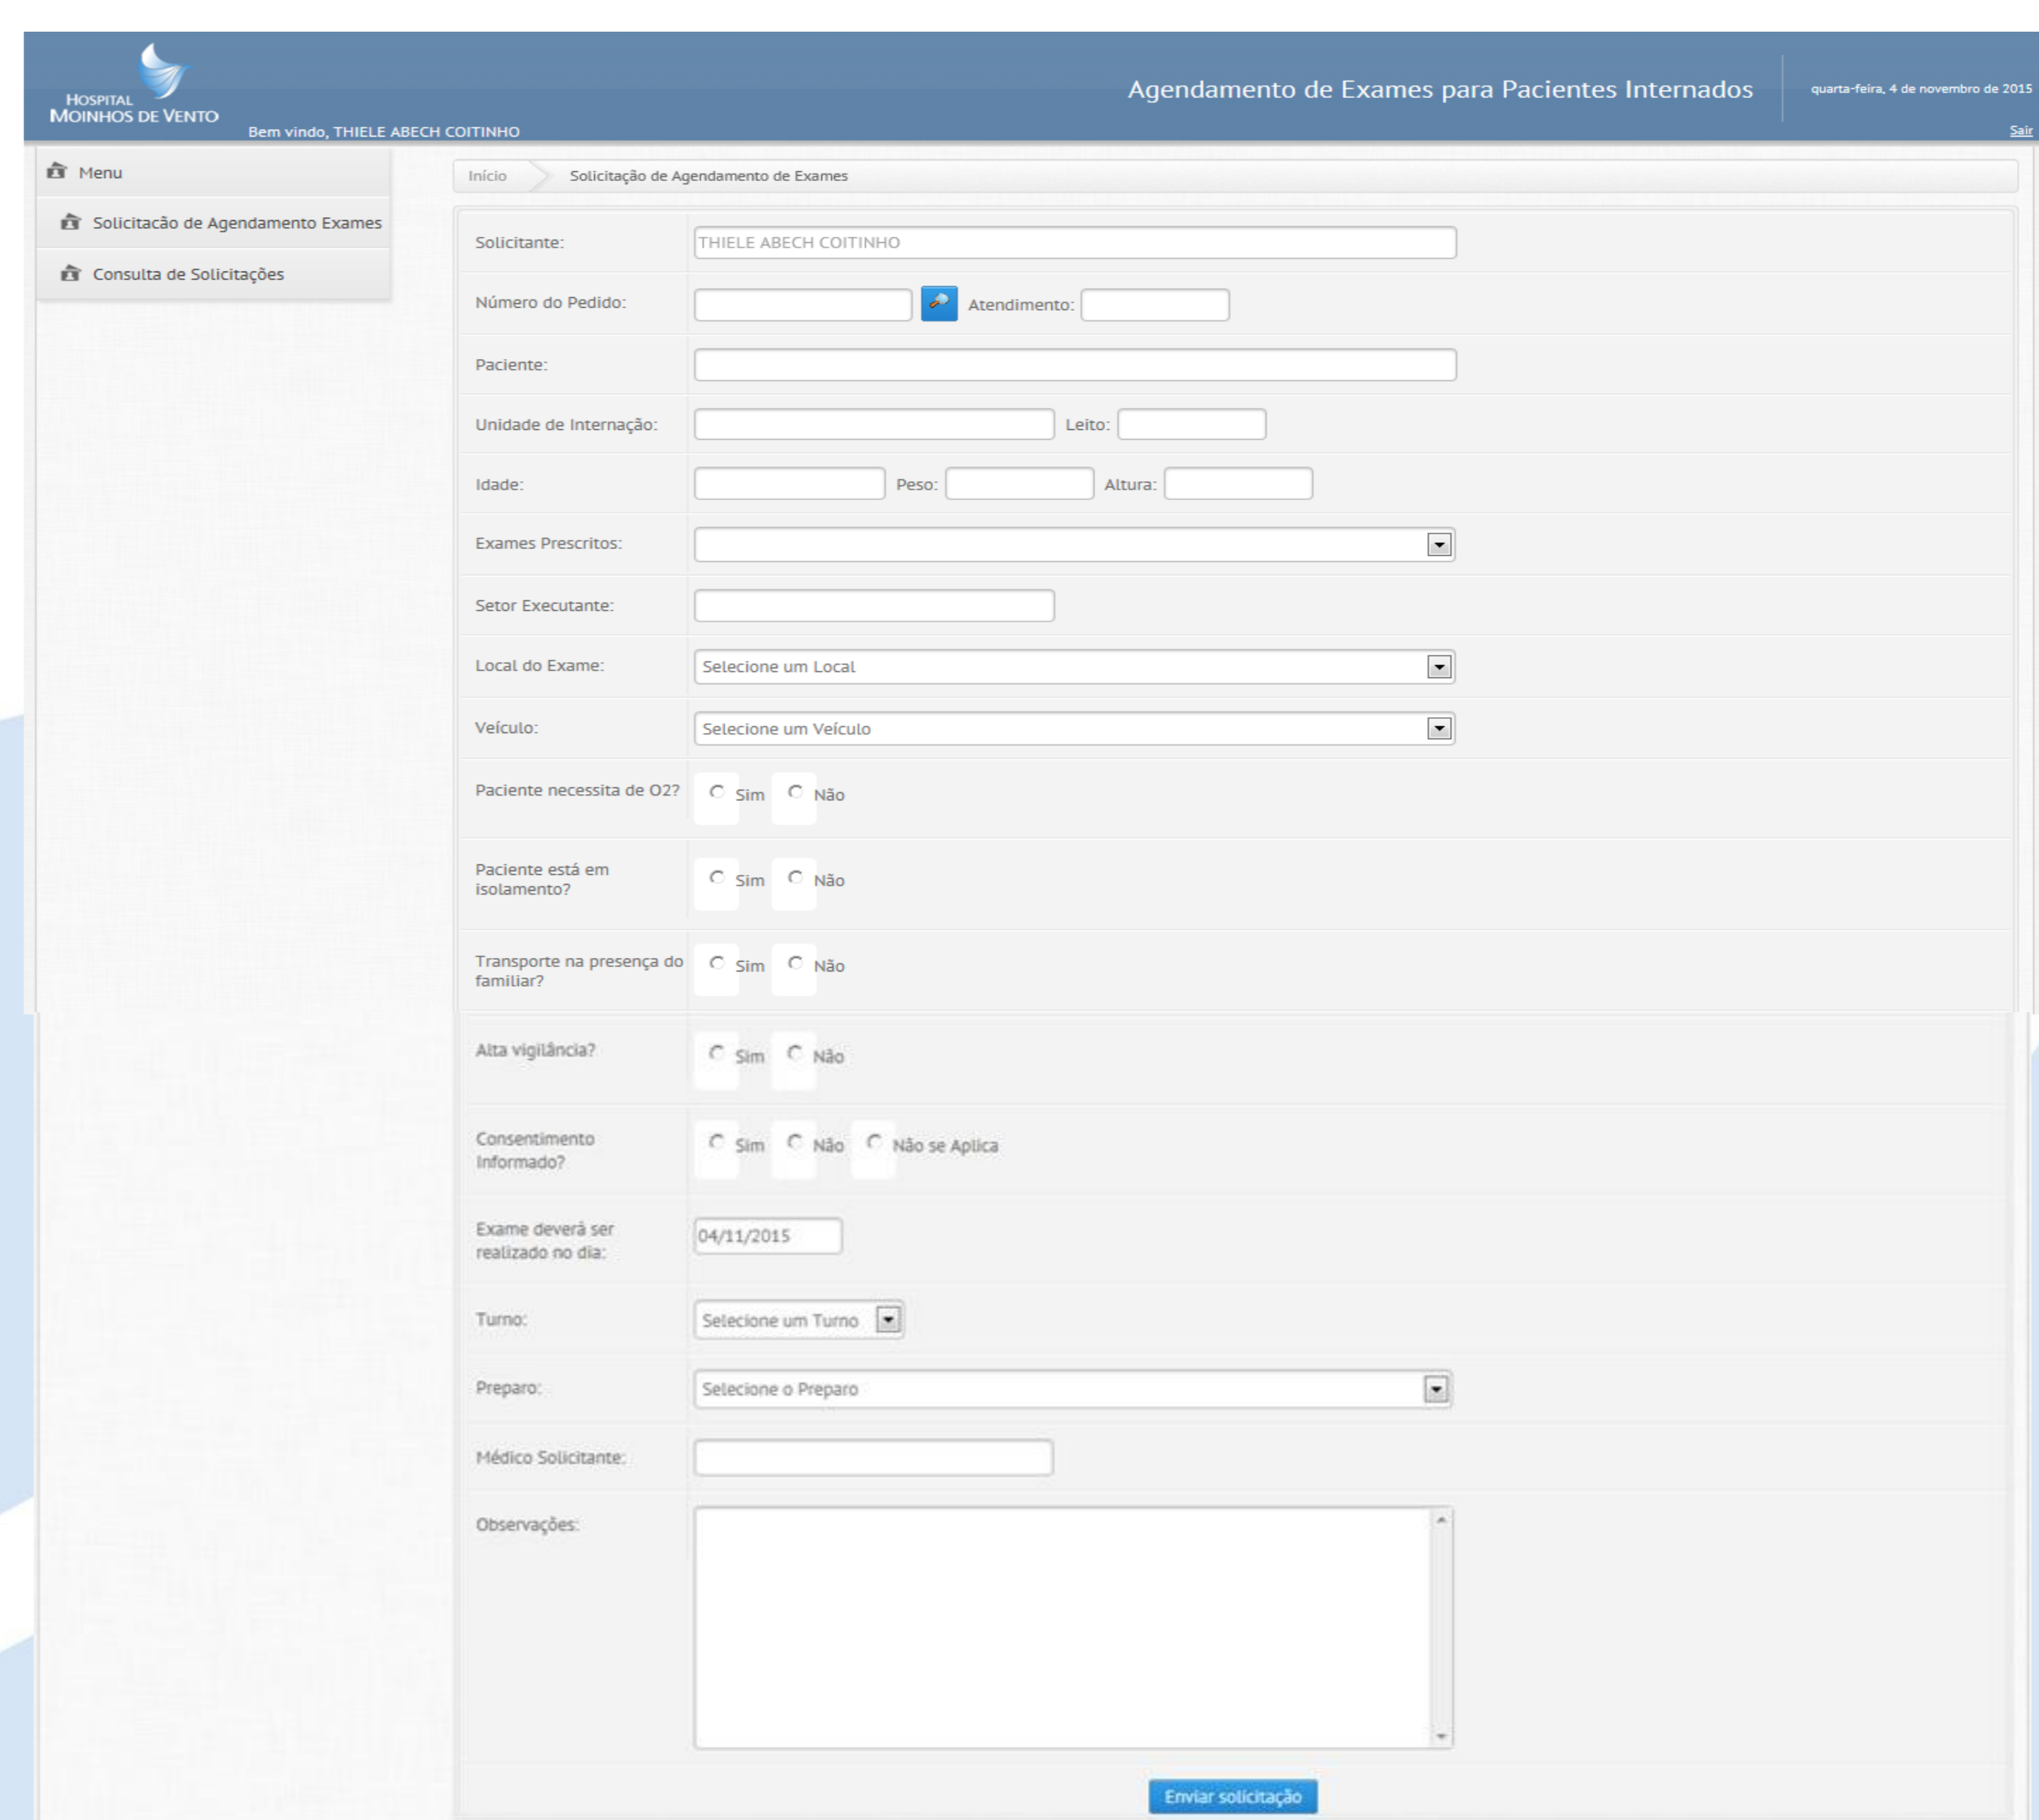 HOSPITAL
MOINHOS DE VENTO
Bem vindo, THIELE ABECH COITINHO
Agendamento de Exames para Pacientes Internados
quarta-feira, 4 de novembro de 2015
Sair
Menu
Solicitacão de Agendamento Exames
Consulta de Solicitações
Início Solicitação de Agendamento de Exames
Solicitante: THIELE ABECH COITINHO
Número do Pedido: Atendimento:
Paciente:
Unidade de Internação: Leito:
Idade: Peso: Altura:
Exames Prescritos:
Setor Executante:
Local do Exame: Selecione um Local
Veículo: Selecione um Veículo
Paciente necessita de O2? Sim Não
Paciente está em
isolamento?
Sim Não
Transporte na presença do
familiar?
Sim Não
Alta vigilância? Sim Não
Consentimento
Informado?
Sim Não Não se Aplica
Exame deverá ser
realizado no dia:
04/11/2015
Turno: Selecione um Turno
Preparo: Selecione o Preparo
Médico Solicitante:
Observações:
Enviar solicitação